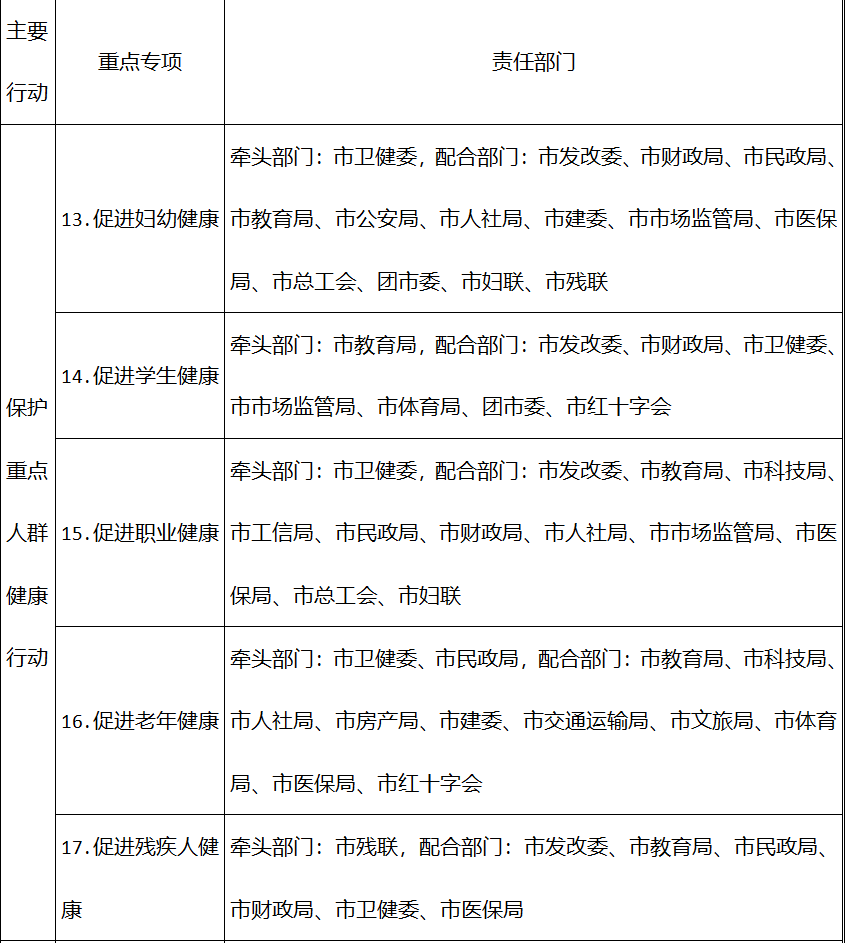 主要
行动
重点专项
责任部门
保护
重点
人群
健康
行动
13.促进妇幼健康
牵头部门：市卫健委，配合部门：市发改委、市财政局、市民政局、
市教育局、市公安局、市人社局、市建委、市市场监管局、市医保
局、市总工会、团市委、市妇联、市残联
14.促进学生健康
牵头部门：市教育局，配合部门：市发改委、市财政局、市卫健委、
市市场监管局、市体育局、团市委、市红十字会
15.促进职业健康
牵头部门：市卫健委，配合部门：市发改委、市教育局、市科技局、
市工信局、市民政局、市财政局、市人社局、市市场监管局、市医
保局、市总工会、市妇联
16.促进老年健康
牵头部门：市卫健委、市民政局，配合部门：市教育局、市科技局、
市人社局、市房产局、市建委、市交通运输局、市文旅局、市体育
局、市医保局、市红十字会
17.促进残疾人健
康
牵头部门：市残联，配合部门：市发改委、市教育局、市民政局、
市财政局、市卫健委、市医保局